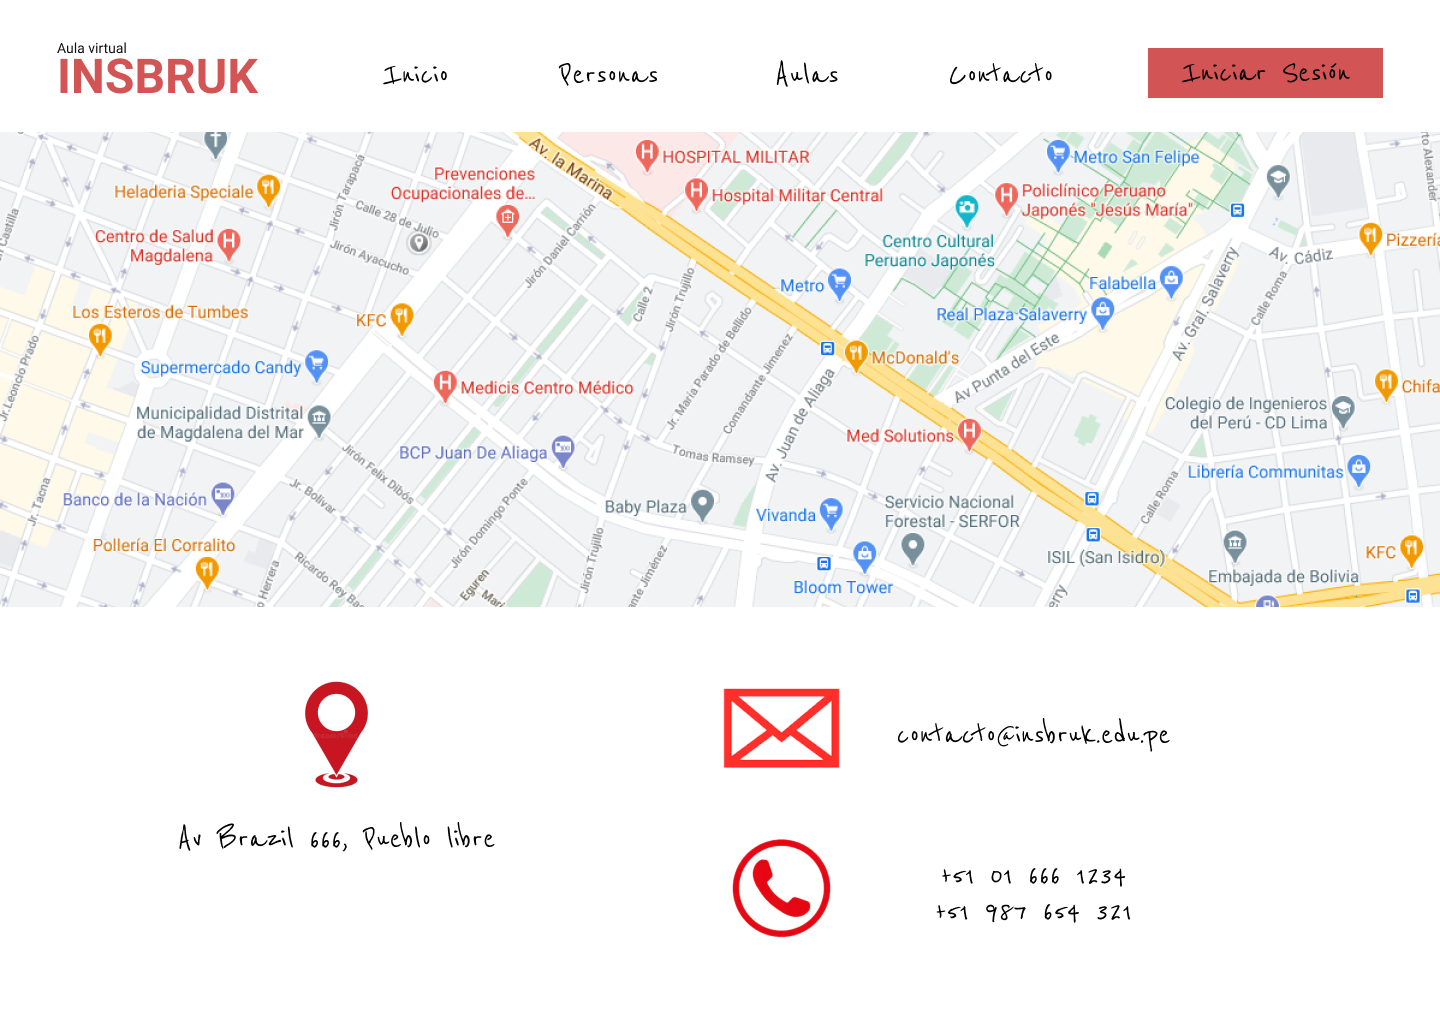 Aula virtual
INSBRUK
Inicio
Personas
Aulas
Contacto
Iniciar Sesión
Av. la Marina
HOSPITAL MILITAR
Hospital Militar Central
Metro San Felipe
Prevenciones
Ocupacionales de...
Heladeria Speciale
Jirón Tarapacá
Calle 28 de Julio
Jirón Ayacucho
Jirón Daniel Carrión
Policlínico Peruano
Japonés "Jesús María"
Centro Cultural
Peruano Japonés
Centro de Salud
Magdalena
Castilla
to Alexander
Pizzería
Av. Cádiz
Av. Gral. Salaverry
Calle Roma
Metro
Falabella
Real Plaza Salaverry
Los Esteros de Tumbes
KFC
Calle 2
Jirón Trujillo
Jr. María Parado de Bellido
Comandante Jimenez
Jr. Leoncio Prado
Supermercado Candy
McDonald's
Av Punta del Este
Medicis Centro Médico
Av. Juan de Aliaga
Chifa
Municipalidad Distrital
de Magdalena del Mar
Colegio de Ingenieros
del Perú - CD Lima
Med Solutions
BCP Juan De Aliaga
Tomas Ramsey
Jirón Felix Dibós
Librería Communitas
Jr. Tacna
Banco de la Nación
Jr. Bolivar
Jirón Domingo Ponte
Baby Plaza
Vivanda
Servicio Nacional
Forestal - SERFOR
Calle Roma
Pollería El Corralito
Jirón Trujillo
ISIL (San Isidro)
KFC
o Herrera
Ricardo Rey Bas
Eguren
Mari
ante Jiménez
Bloom Tower
Embajada de Bolivia
erry
contacto@insbruk.edu.pe
Av Brazil 666, Pueblo libre
+51 01 666 1234
+51 987 654 321